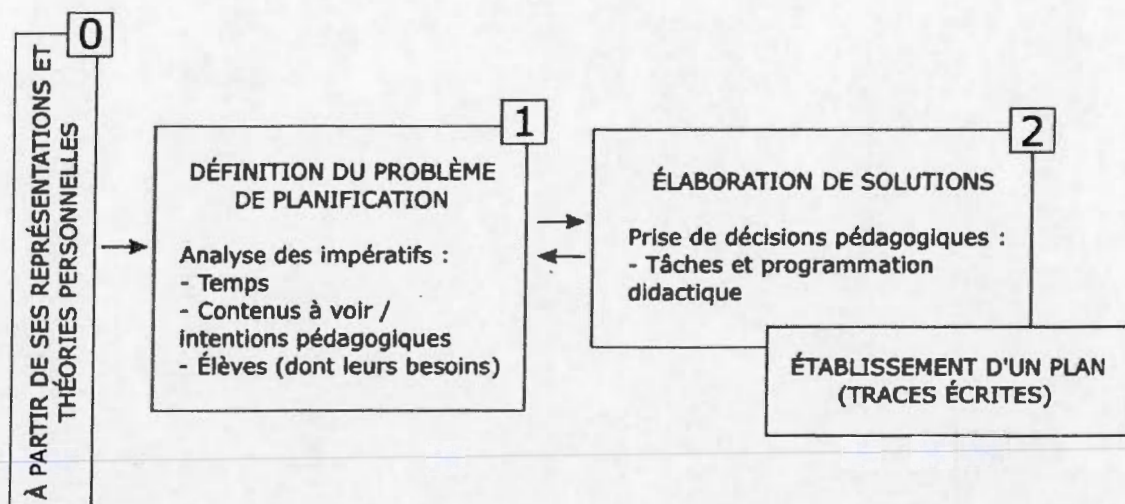 0
À PARTIR DE SES REPRÉSENTATIONS ET
THÉORIES PERSONNELLES
1
DÉFINITION DU PROBLÈME
DE PLANIFICATION
Analyse des impératifs :
- Temps
- Contenus à voir /
intentions pédagogiques
- Élèves (dont leurs besoins)
2
ÉLABORATION DE SOLUTIONS
Prise de décisions pédagogiques :
- Tâches et programmation
didactique
ÉTABLISSEMENT D'UN PLAN
(TRACES ÉCRITES)